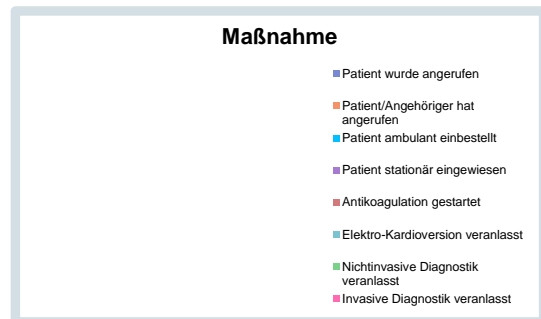 Maßnahme
Patient wurde angerufen
Patient/Angehöriger hat
angerufen
Patient ambulant einbestellt
Patient stationär eingewiesen
Antikoagulation gestartet
Elektro-Kardioversion veranlasst
Nichtinvasive Diagnostik
veranlasst
Invasive Diagnostik veranlasst